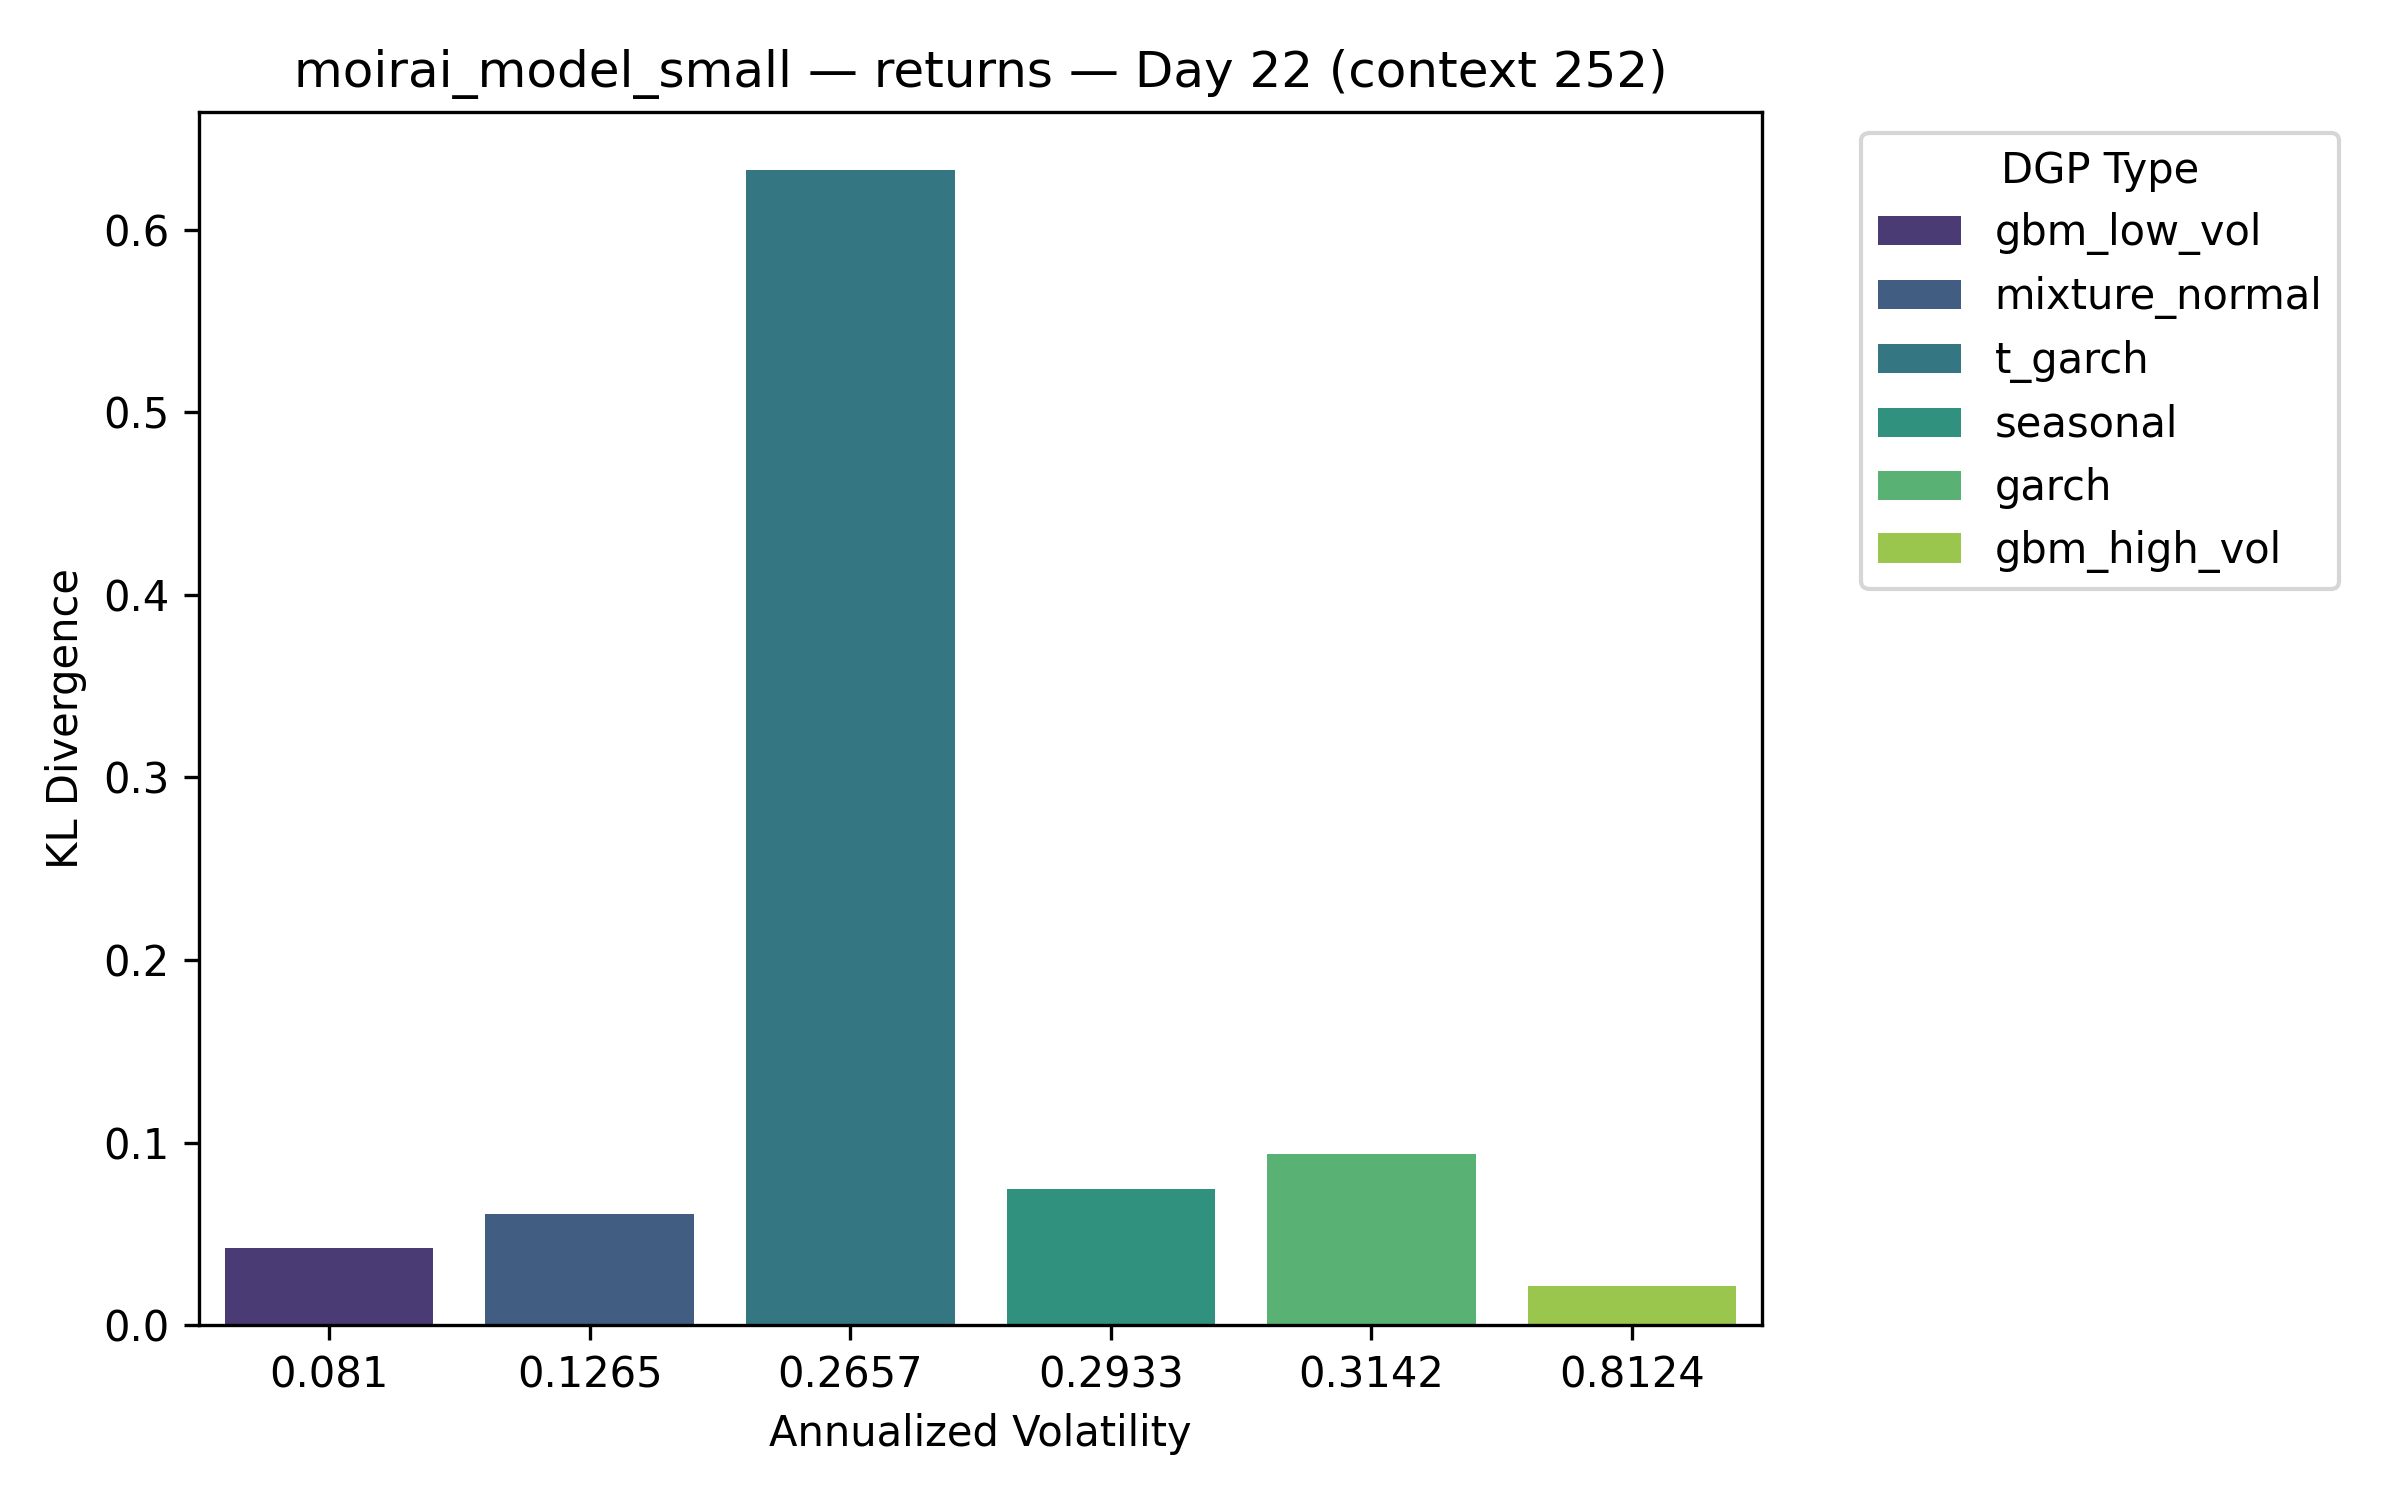 moirai_model_small — returns — Day 22 (context 252)
KL Divergence
0.6
0.5
0.4
0.3
0.2
0.1
0.0
0.081 0.1265 0.2657 0.2933 0.3142 0.8124
Annualized Volatility
DGP Type
gbm_low_vol
mixture_normal
t_garch
seasonal
garch
gbm_high_vol